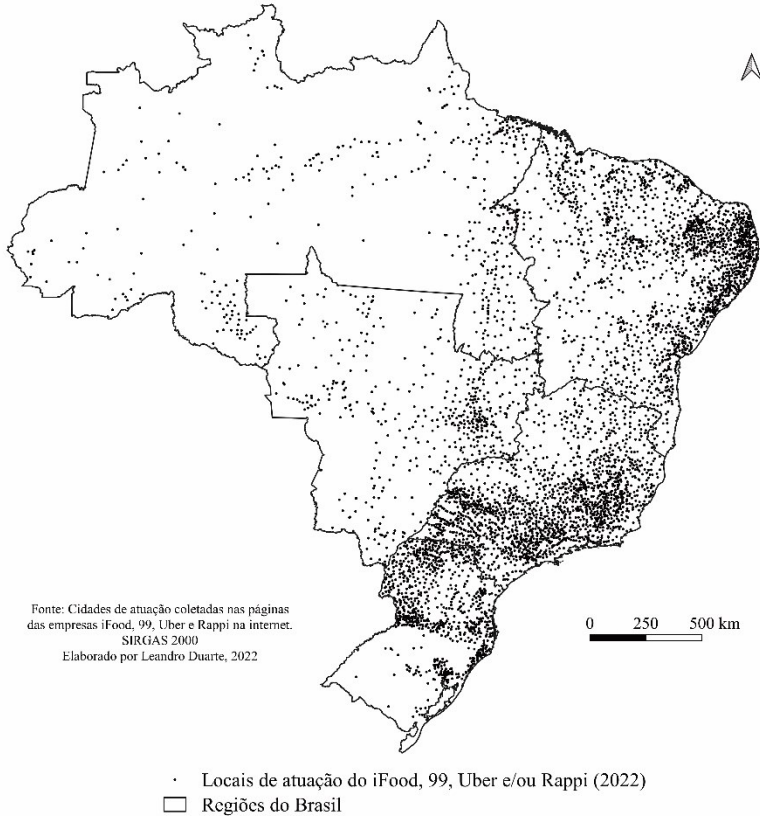 Fonte: Cidades de atuação coletadas nas páginas
das empresas iFood, 99, Uber e Rappi na internet.
SIRGAS 2000
Elaborado por Leandro Duarte, 2022
0 250 500 km
Locais de atuação do iFood, 99, Uber e/ou Rappi (2022)
Regiões do Brasil